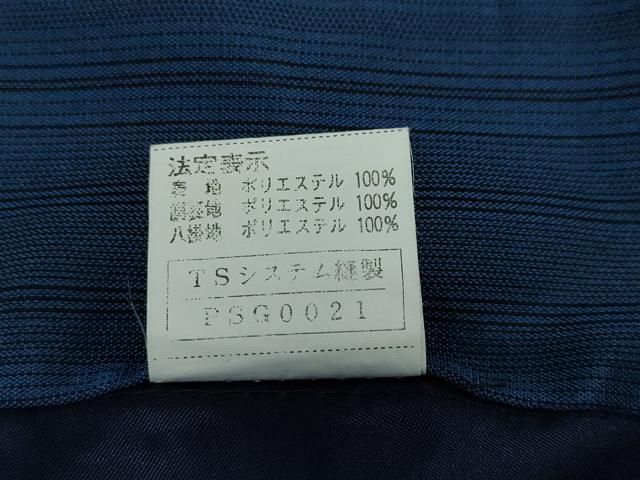 法定表示
表 地 ポリエステル 100%
胴裏地 ポリエステル 100%
八掛地 ポリエステル 100%
TSシステム縫製
PSG0021